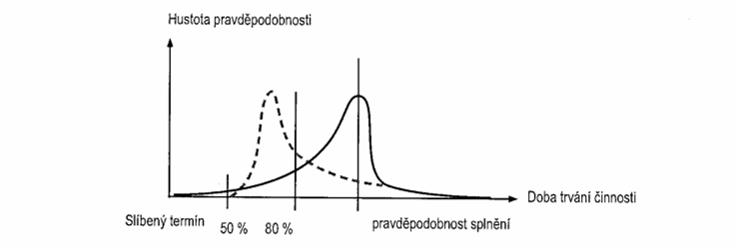 Hustota pravděpodobnosti
Doba trvání činnosti
Slíbený termín 50 % 80 % pravděpodobnost splnění